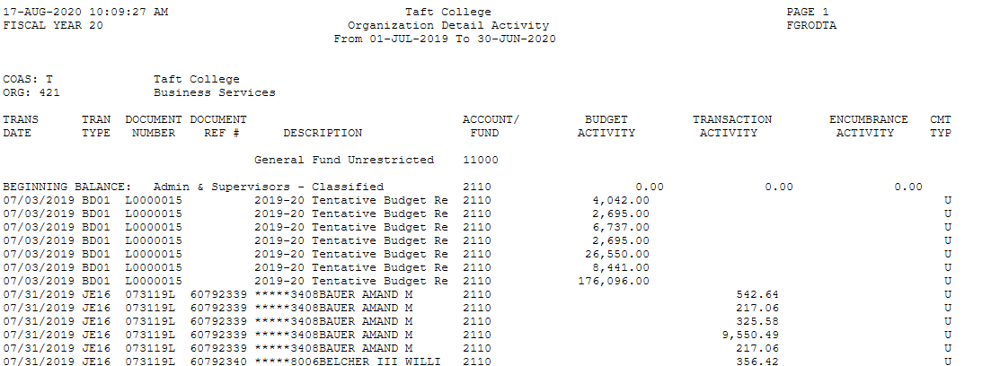 17-AUG-2020 10:09:27 AM Taft College PAGE 1
FISCAL YEAR 20 Organization Detail Activity FGRODTA
From 01-JUL-2019 To 30-JUN-2020
COAS: T Taft College
ORG: 421 Business Services
TRANS TRAN DOCUMENT DOCUMENT ACCOUNT/ BUDGET TRANSACTION ENCUMBRANCE CMT
DATE TYPE NUMBER REF # DESCRIPTION FUND ACTIVITY ACTIVITY ACTIVITY TYP
General Fund Unrestricted 11000
BEGINNING BALANCE: Admin & Supervisors - Classified 2110 0.00 0.00 0.00
07/03/2019 BD01 L0000015 2019-20 Tentative Budget Re 2110 4,042.00 U
07/03/2019 BD01 L0000015 2019-20 Tentative Budget Re 2110 2,695.00 U
07/03/2019 BD01 L0000015 2019-20 Tentative Budget Re 2110 6,737.00 U
07/03/2019 BD01 L0000015 2019-20 Tentative Budget Re 2110 2,695.00 U
07/03/2019 BD01 L0000015 2019-20 Tentative Budget Re 2110 26,550.00 U
07/03/2019 BD01 L0000015 2019-20 Tentative Budget Re 2110 8,441.00 U
07/03/2019 BD01 L0000015 2019-20 Tentative Budget Re 2110 176,096.00 U
07/31/2019 JE16 073119L 60792339 *****3408BAUER AMAND M 2110 542.64 U
07/31/2019 JE16 073119L 60792339 *****3408BAUER AMAND M 2110 217.06 U
07/31/2019 JE16 073119L 60792339 *****3408BAUER AMAND M 2110 325.58 U
07/31/2019 JE16 073119L 60792339 *****3408BAUER AMAND M 2110 9,550.49 U
07/31/2019 JE16 073119L 60792339 *****3408BAUER AMAND M 2110 217.06 U
07/31/2019 JE16 073119L 60792340 *****8006BELCHER III WILLI 2110 356.42 U